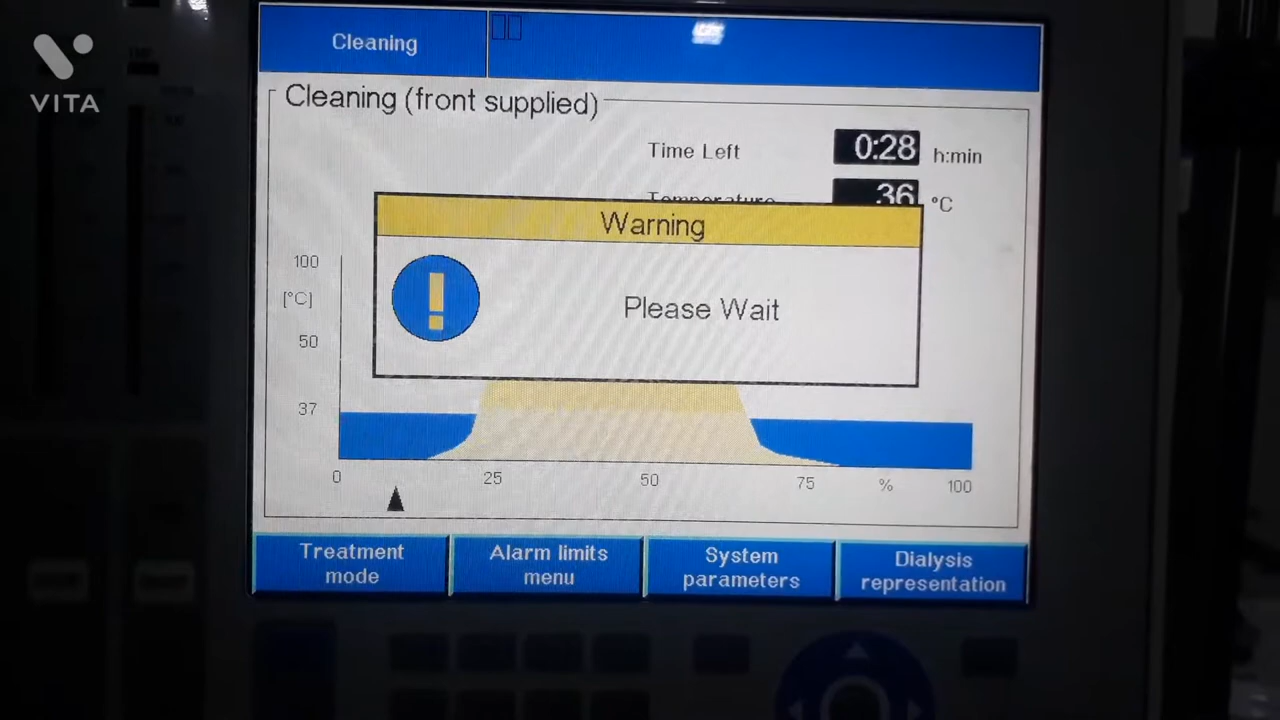 VITA
Cleaning
Cleaning (front supplied)
Time Left 0:28 h:min
Temperature 36 °C
Warning
Please Wait
100
[°C]
50
37
0 25 50 75 % 100
Treatment mode
Alarm limits menu
System parameters
Dialysis representation